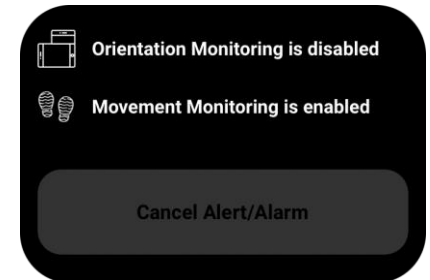 Orientation Monitoring is disabled
Movement Monitoring is enabled
Cancel Alert/Alarm